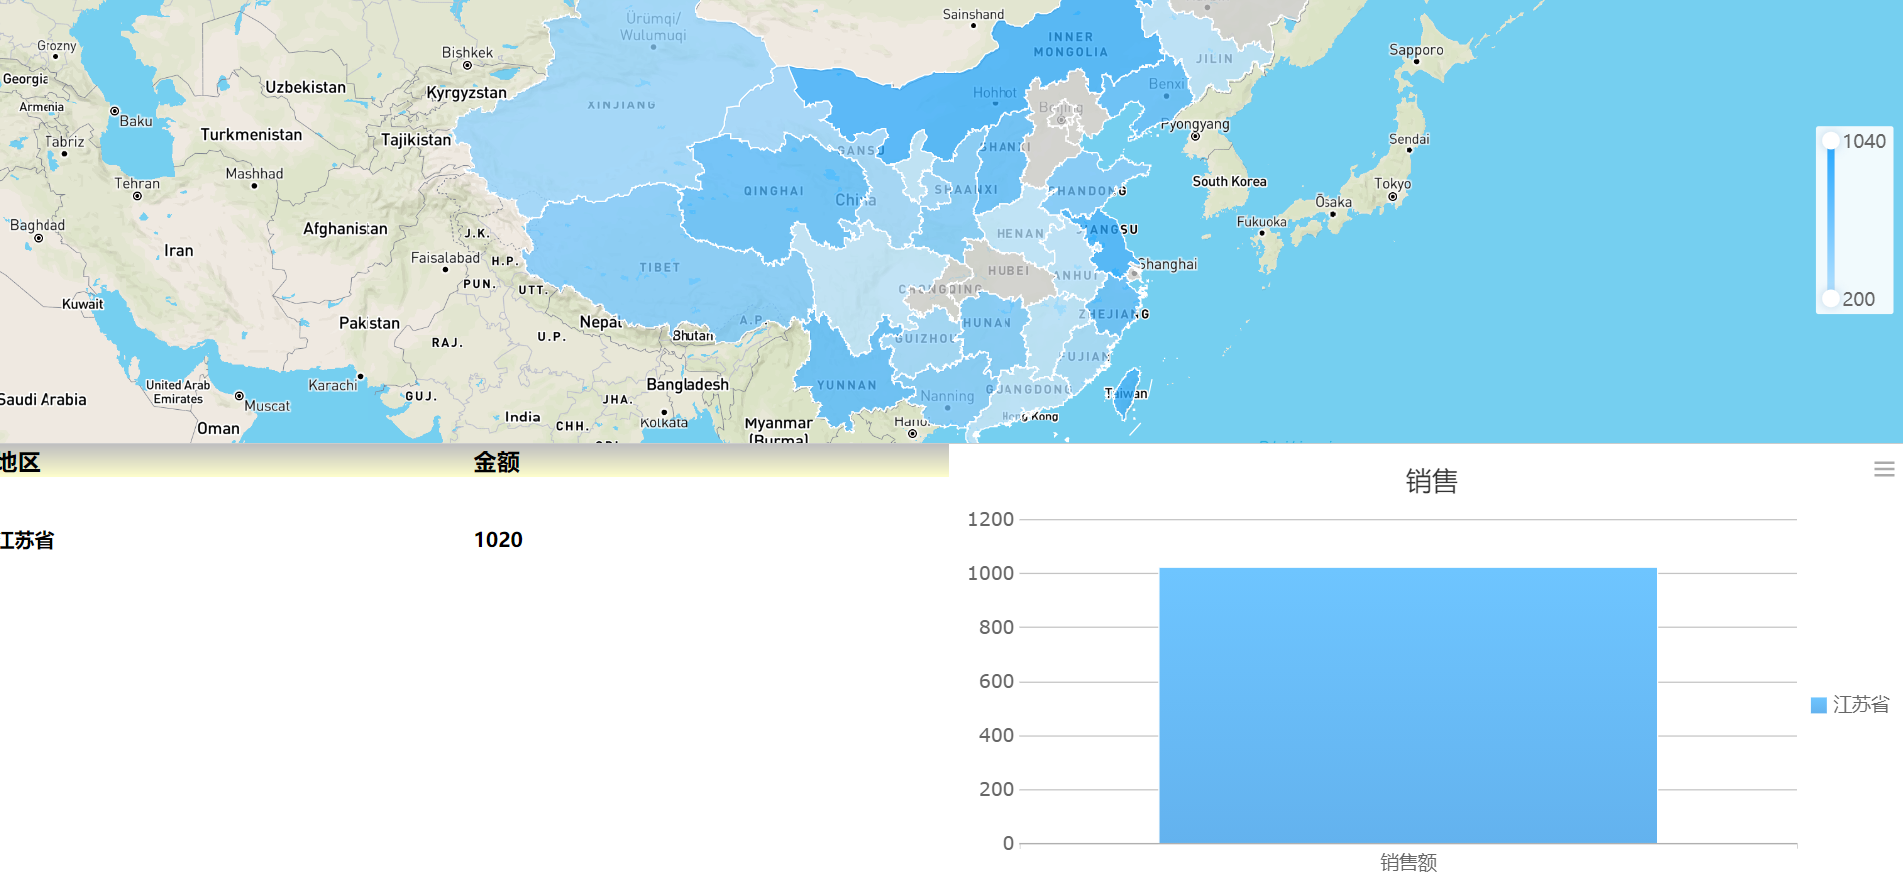 Sainshand
Ürümqi/
Wulumuqi
INNER
MONGOLIA
Grozny
Bishkek
Sapporo
JILIN
Georgia
Uzbekistan
Kyrgyzstan
Hohhot
Benxi
Armenia
XINJIANG
Beijing
Baku
Pyongyang
Turkmenistan
Tajikistan
Tabriz
GANSU
SHANXI
Sendai
1040
Mashhad
Tehran
QINGHAI
SHAANXI
SHANDONG
South Korea
Tokyo
China
Ōsaka
Baghdad
Afghanistan
J.K.
HENAN
JIANGSU
Fukuoka
Iran
Faisalabad
H.P.
TIBET
HUBEI
ANHUI
Shanghai
PUN.
UTT.
CHONGQING
Kuwait
200
Pakistan
Nepal
A.P.
HUNAN
ZHEJIANG
RAJ.
U.P.
Bhutan
GUIZHOU
FUJIAN
Karachi
United Arab
Emirates
Bangladesh
YUNNAN
Nanning
GUANGDONG
Taiwan
Saudi Arabia
Muscat
GUJ.
JHA.
India
Kolkata
Hong Kong
Oman
CHH.
Myanmar
(Burma)
地区 金额
江苏省 1020
销售
1200
1000
800
600
400
200
0
江苏省
销售额